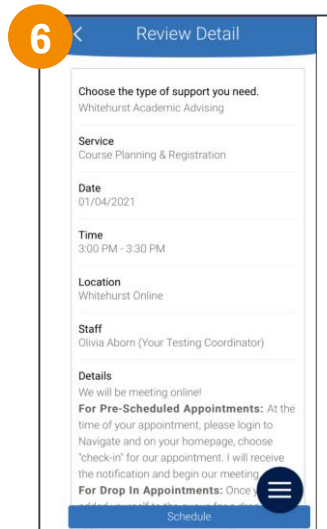 6
Review Detail
Choose the type of support you need.
Whitehurst Academic Advising
Service
Course Planning & Registration
Date
01/04/2021
Time
3:00 PM - 3:30 PM
Location
Whitehurst Online
Staff
Olivia Aborn (Your Testing Coordinator)
Details
We will be meeting online!
For Pre-Scheduled Appointments: At the
time of your appointment, please login to
Navigate and on your homepage, choose
"check-in" for our appointment. I will receive
the notification and begin our meeting
For Drop In Appointments: Once
Schedule